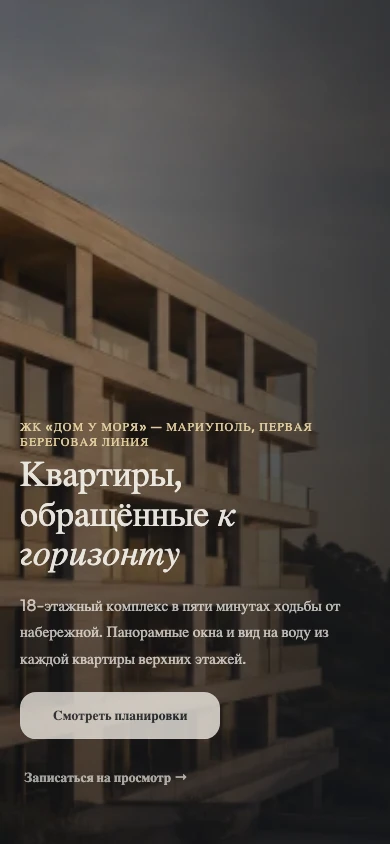 ЖК «ДОМ У МОРЯ» — МАРИУПОЛЬ, ПЕРВАЯ
БЕРЕГОВАЯ ЛИНИЯ
Квартиры,
обращённые к
горизонту
18-этажный комплекс в пяти минутах ходьбы от
набережной. Панорамные окна и вид на воду из
каждой квартиры верхних этажей.
Смотреть планировки
Записаться на просмотр →